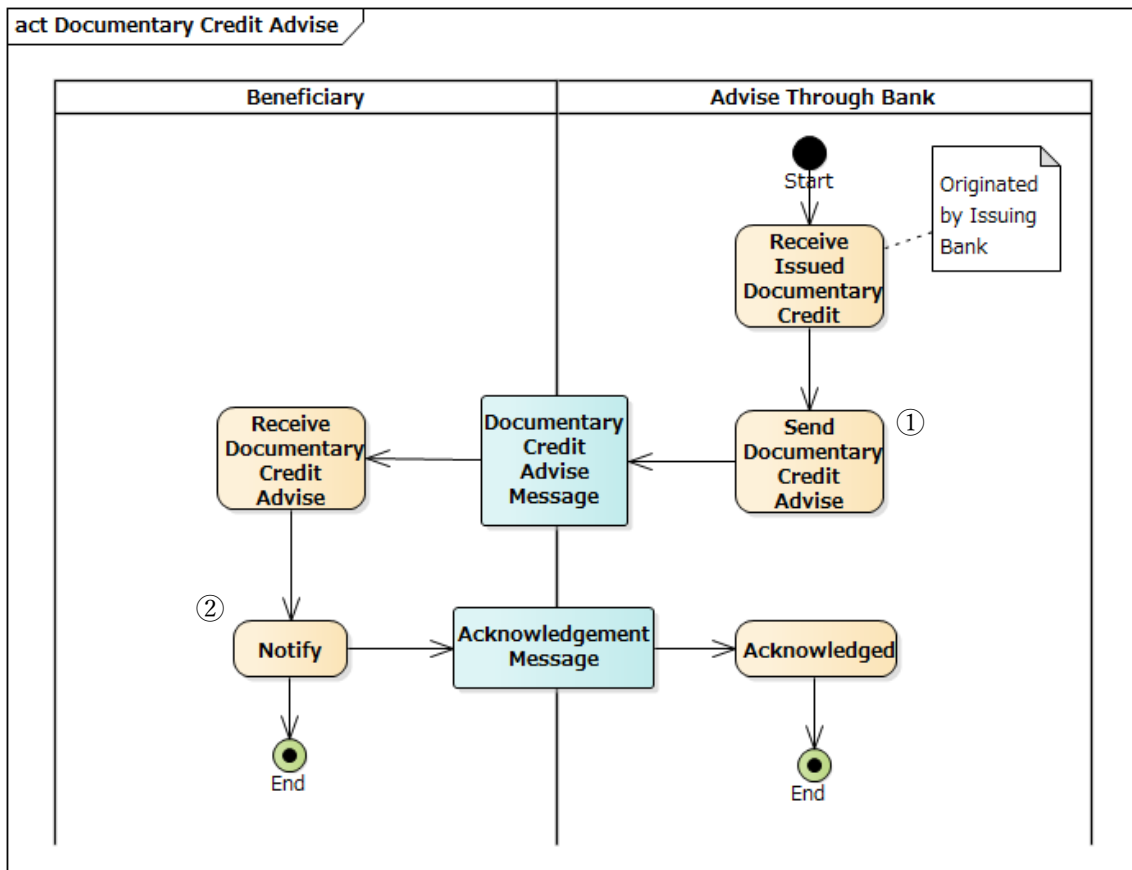 act Documentary Credit Advise
Beneficiary
Advise Through Bank
Start
Originated
by Issuing
Bank
Receive
Issued
Documentary
Credit
Receive
Documentary
Credit
Advise
Documentary
Credit
Advise
Message
Send
Documentary
Credit
Advise
①
②
Notify
Acknowledgement
Message
Acknowledged
End
End